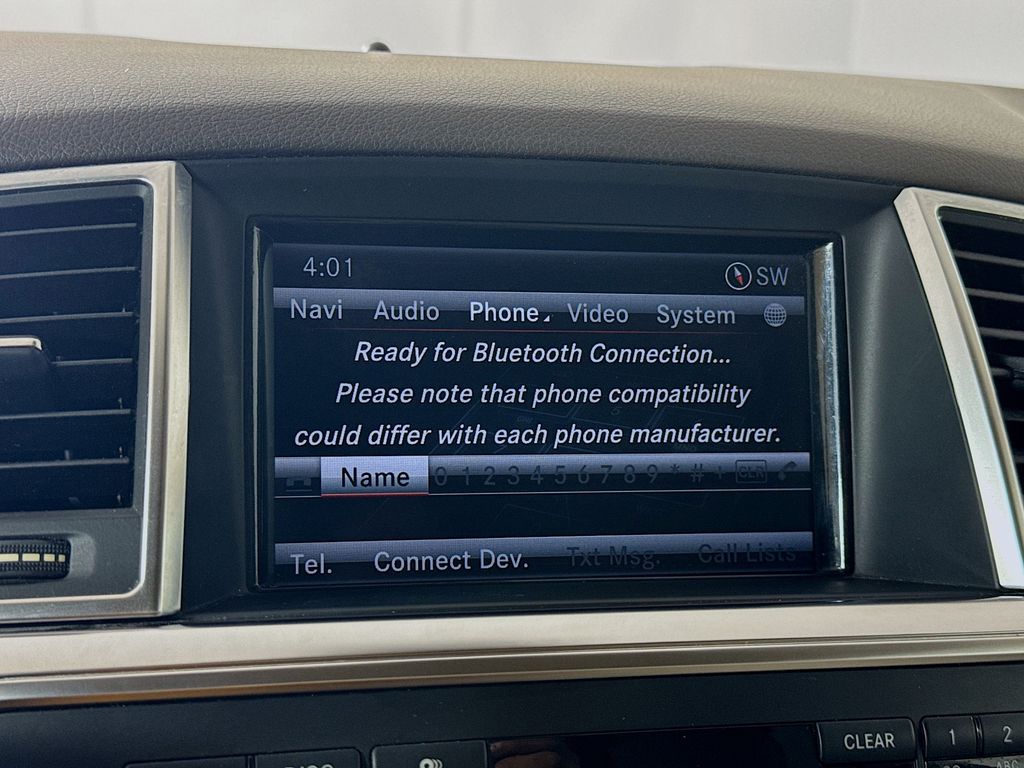 4:01 SW
Navi Audio Phone Video System
Ready for Bluetooth Connection...
Please note that phone compatibility
could differ with each phone manufacturer.
Name 0 1 2 3 4 5 6 7 8 9 * # + CLR
Tel. Connect Dev. Txt Msg. Call Lists
CLEAR 1 2
ABC